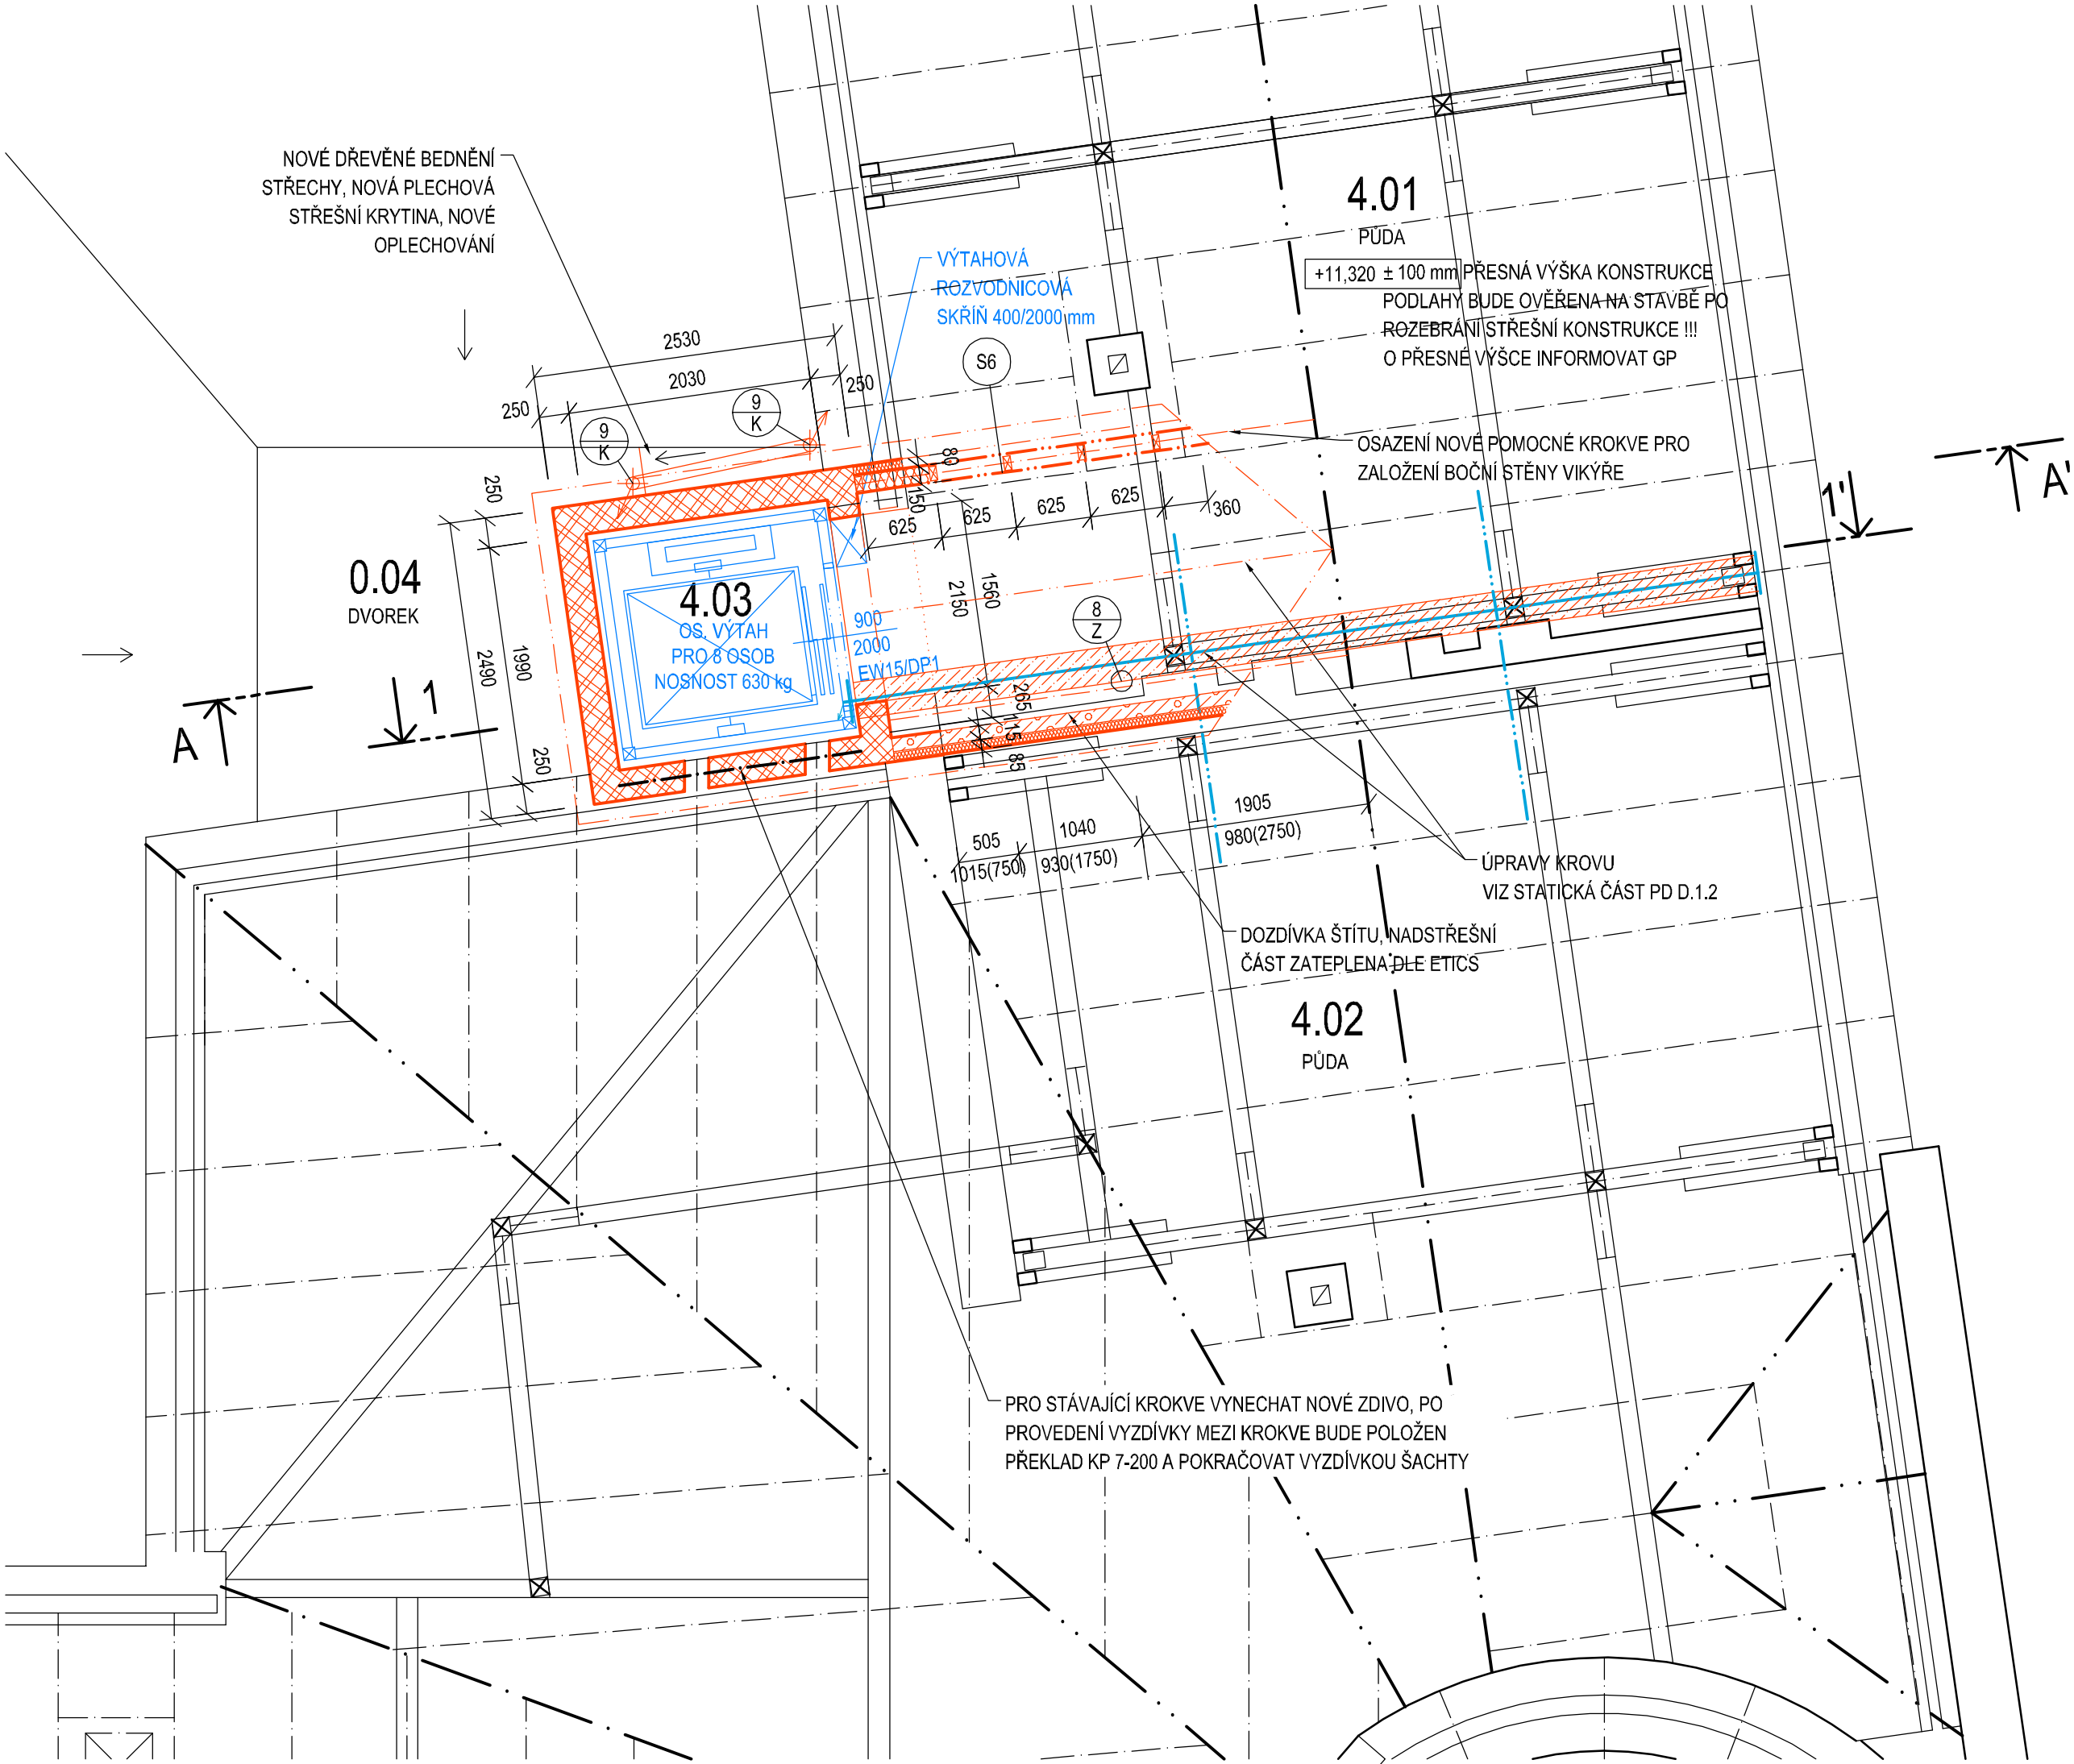 NOVÉ DŘEVĚNÉ BEDNĚNÍ
STŘECHY, NOVÁ PLECHOVÁ
STŘEŠNÍ KRYTINA, NOVÉ
OPLECHOVÁNÍ
4.01
PŮDA
+11,320 ± 100 mm PŘESNÁ VÝŠKA KONSTRUKCE
PODLAHY BUDE OVĚŘENA NA STAVBĚ PO
ROZEBRÁNÍ STŘEŠNÍ KONSTRUKCE !!!
O PŘESNÉ VÝŠCE INFORMOVAT GP
VÝTAHOVÁ
ROZVODNICOVÁ
SKŘÍŇ 400/2000 mm
S6
2530
2030
250
250
9
K
9
K
OSAZENÍ NOVÉ POMOCNÉ KROKVE PRO
ZALOŽENÍ BOČNÍ STĚNY VIKÝŘE
A'
1'
80
150
625
625
625
625
360
250
1990
2490
250
0.04
DVOREK
4.03
OS. VÝTAH
PRO 8 OSOB
NOSNOST 630 kg
900
2000
EW15/DP1
1560
2150
8
Z
265
115
85
A
1
505
1015(750)
1040
930(1750)
1905
980(2750)
ÚPRAVY KROVU
VIZ STATICKÁ ČÁST PD D.1.2
DOZDÍVKA ŠTÍTU, NADSTŘEŠNÍ
ČÁST ZATEPLENA DLE ETICS
4.02
PŮDA
PRO STÁVAJÍCÍ KROKVE VYNECHAT NOVÉ ZDIVO, PO
PROVEDENÍ VYZDÍVKY MEZI KROKVE BUDE POLOŽEN
PŘEKLAD KP 7-200 A POKRAČOVAT VYZDÍVKOU ŠACHTY